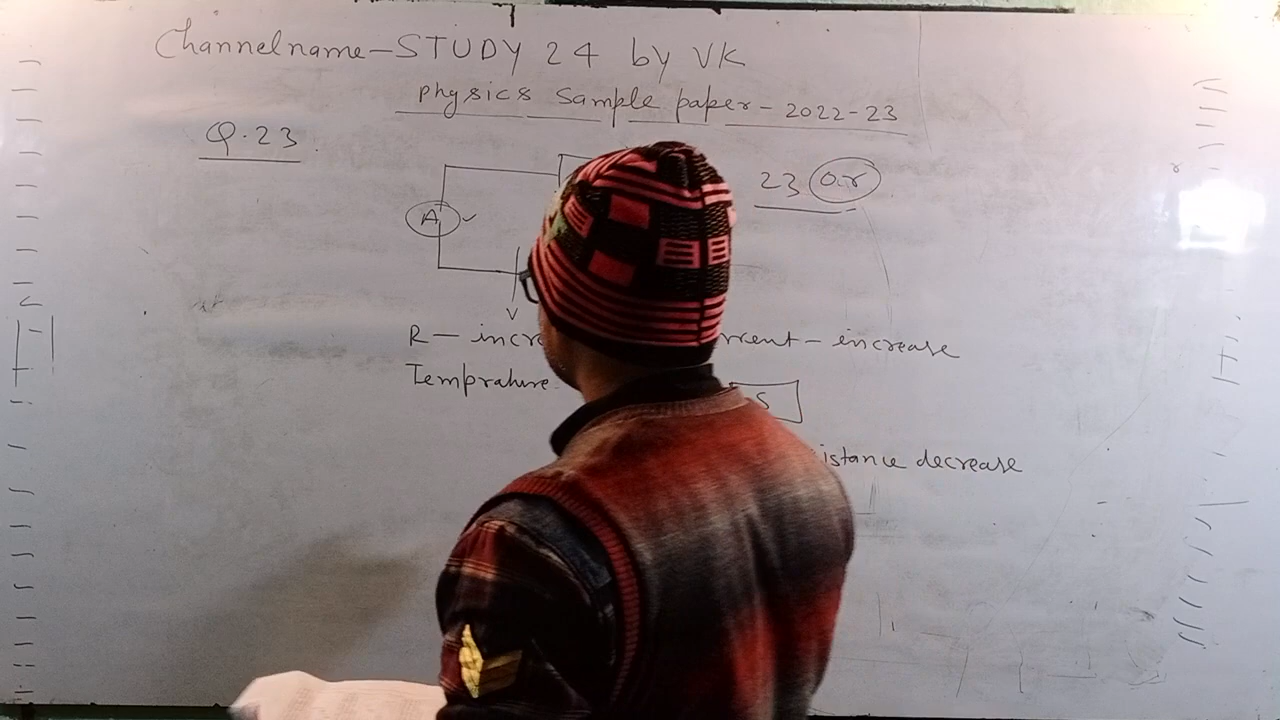 Channel name - STUDY 24 by VK
Physics Sample paper - 2022-23
Q.23
23 Or
A
V
R - incr
rrent - increase
Temprature
S
istance decrease